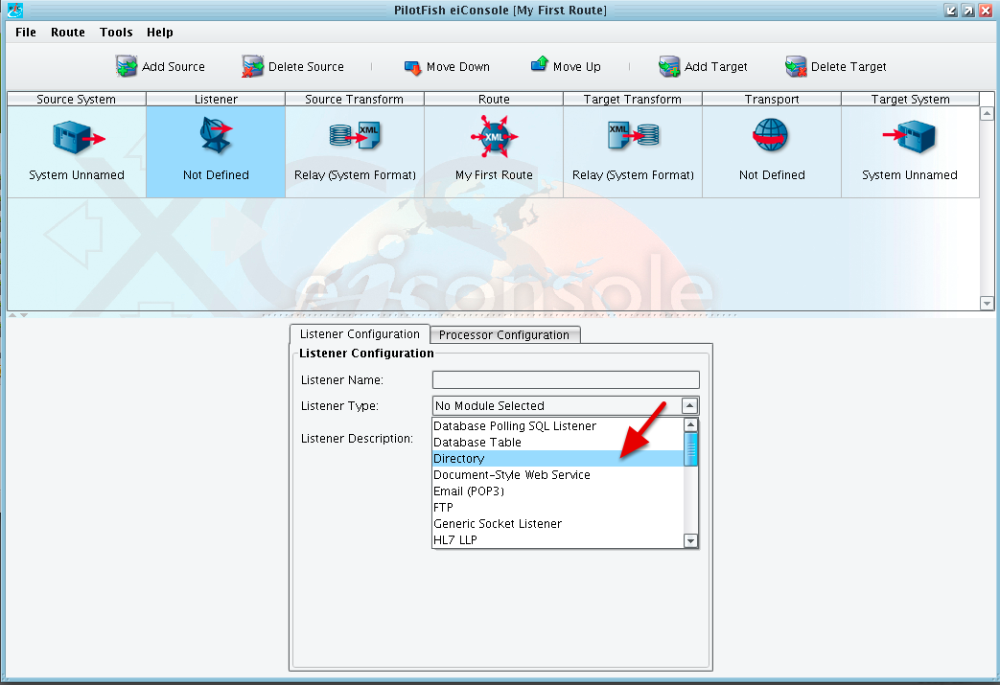 PilotFish eiConsole [My First Route]
File Route Tools Help
Add Source Delete Source Move Down Move Up Add Target Delete Target
Source System Listener Source Transform Route Target Transform Transport Target System
XML XML XML
System Unnamed Not Defined Relay (System Format) My First Route Relay (System Format) Not Defined System Unnamed
eiconsole
Listener Configuration Processor Configuration
Listener Configuration
Listener Name:
Listener Type: No Module Selected
Database Polling SQL Listener
Listener Description:
Database Table
Directory
Document-Style Web Service
Email (POP3)
FTP
Generic Socket Listener
HL7 LLP